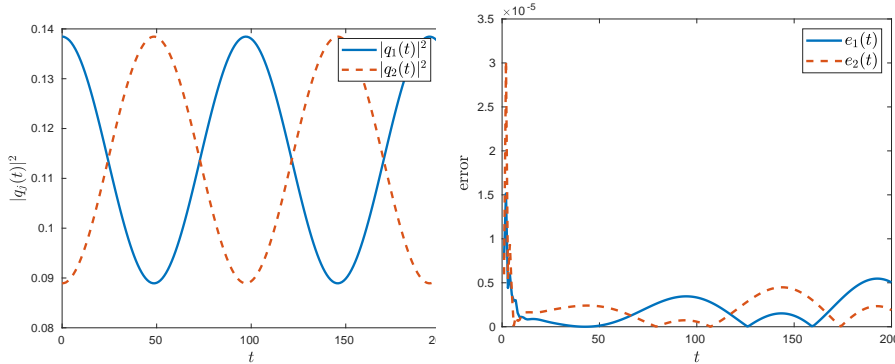 0.14
0.13
0.12
0.11
0.1
0.09
0.08
|q_j(t)|^2
|q_1(t)|^2
|q_2(t)|^2
0 50 100 150 200
t
×10^-5
3.5
3
2.5
2
1.5
1
0.5
0
error
e_1(t)
e_2(t)
0 50 100 150 200
t